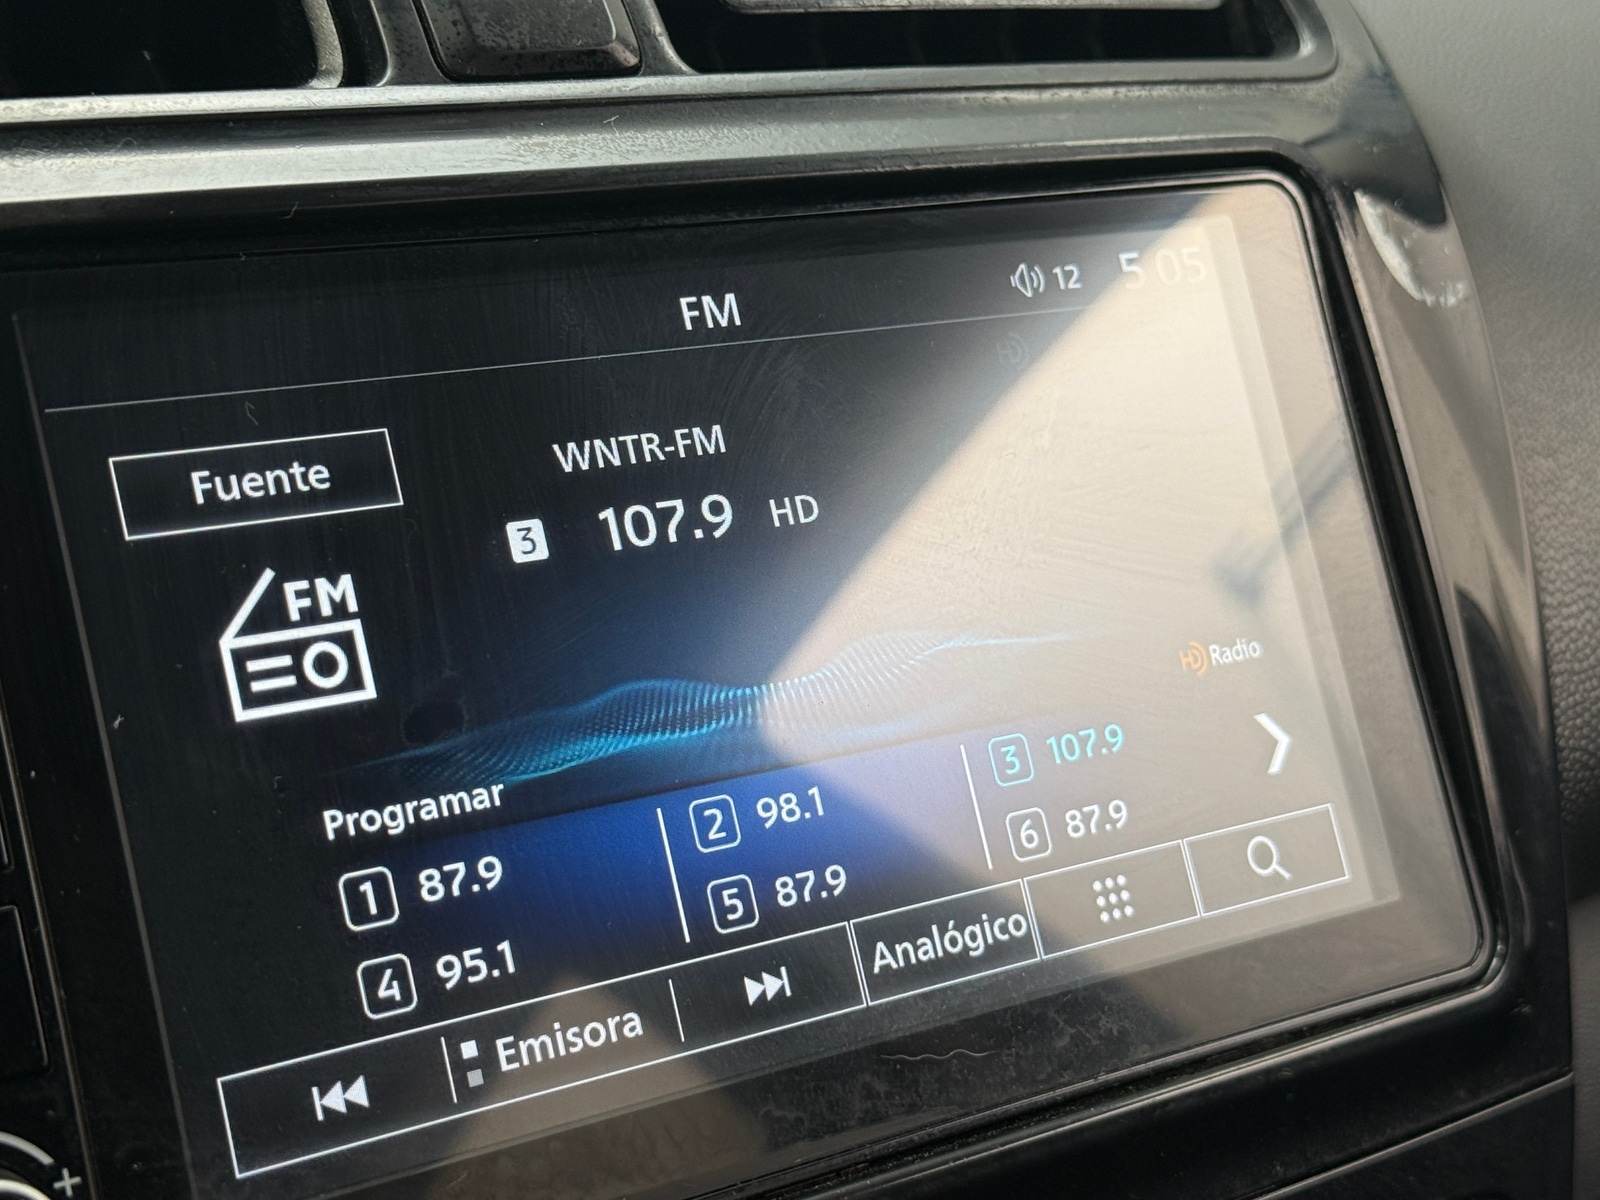 FM 12 5 05
Fuente
WNTR-FM
3 107.9 HD
FM
HD Radio
Programar
1 87.9
2 98.1
3 107.9
4 95.1
5 87.9
6 87.9
Emisora
Analógico
+